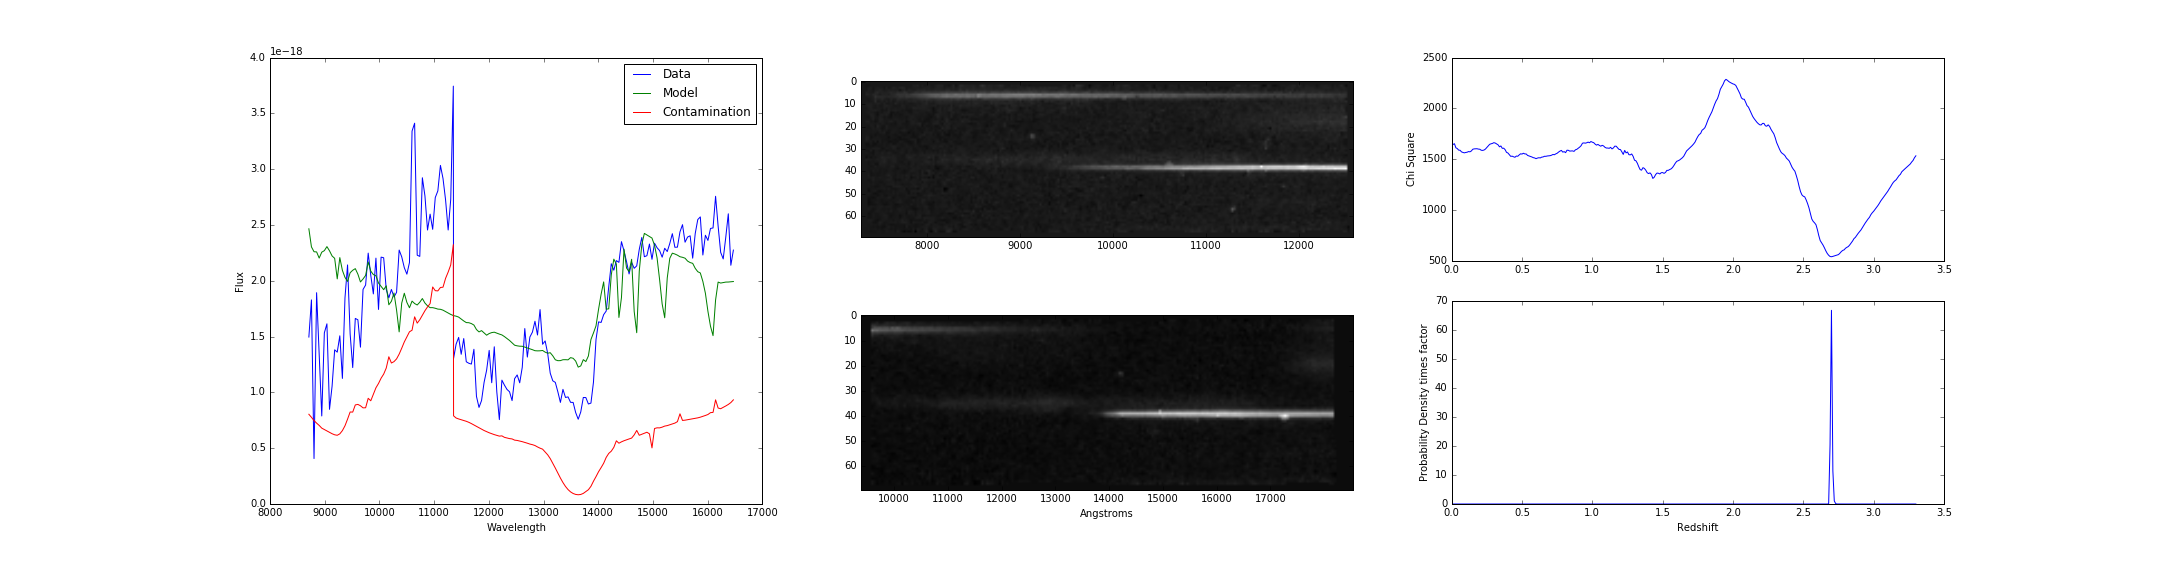 1e−18
4.0
3.5
3.0
2.5
2.0
1.5
1.0
0.5
0.0
Flux
8000 9000 10000 11000 12000 13000 14000 15000 16000 17000
Wavelength
Data
Model
Contamination
0
10
20
30
40
50
60
8000 9000 10000 11000 12000
0
10
20
30
40
50
60
10000 11000 12000 13000 14000 15000 16000 17000
Angstroms
2500
2000
1500
1000
500
Chi Square
0.0 0.5 1.0 1.5 2.0 2.5 3.0 3.5
70
60
50
40
30
20
10
0
Probability Density times factor
0.0 0.5 1.0 1.5 2.0 2.5 3.0 3.5
Redshift